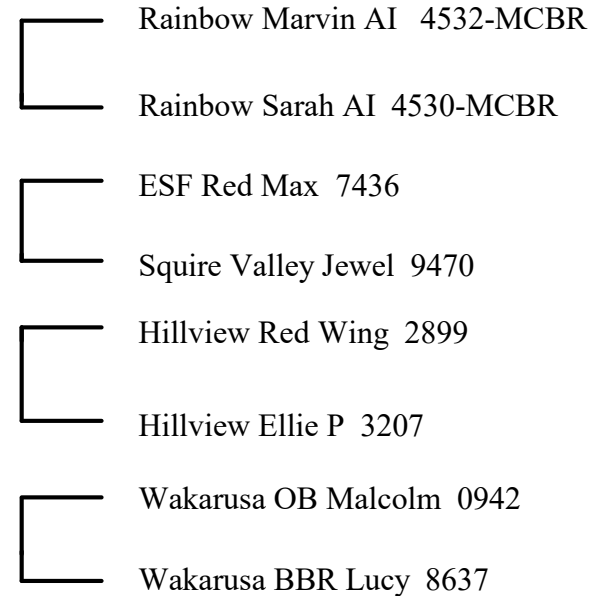 Rainbow Marvin AI 4532-MCBR
Rainbow Sarah AI 4530-MCBR
ESF Red Max 7436
Squire Valley Jewel 9470
Hillview Red Wing 2899
Hillview Ellie P 3207
Wakarusa OB Malcolm 0942
Wakarusa BBR Lucy 8637